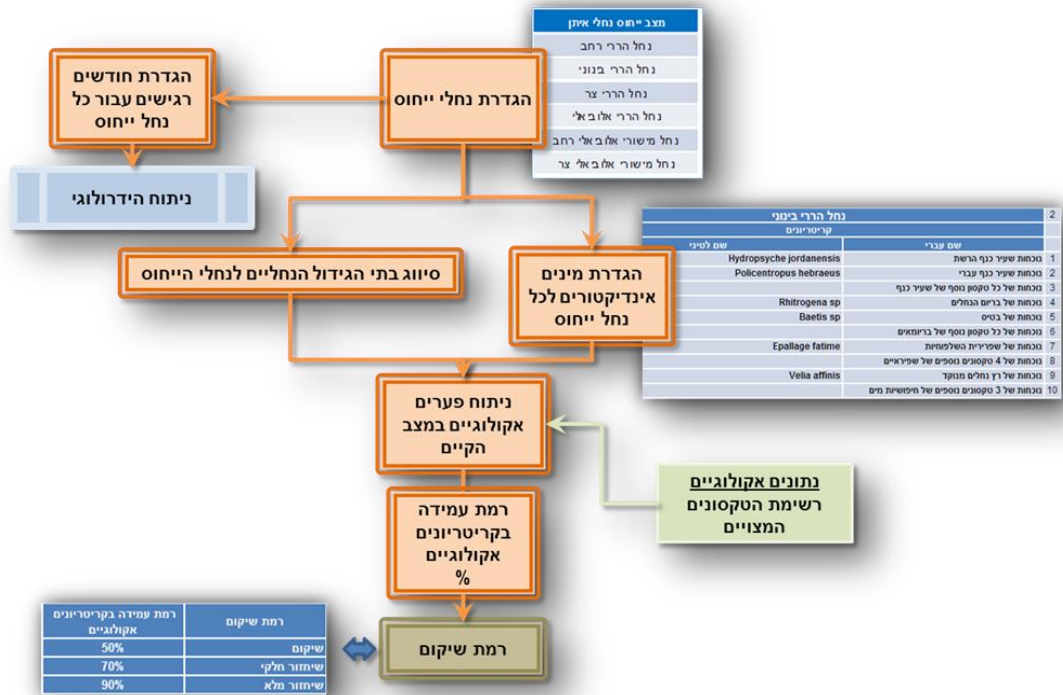 מצב ייחוס נחלי איתן
נחל הררי רחב
נחל הררי בינוני
נחל הררי צר
נחל הררי אלוביאלי
נחל מישורי אלוביאלי רחב
נחל מישורי אלוביאלי צר
הגדרת נחלי ייחוס
הגדרת חודשים
רגישים עבור כל
נחל ייחוס
ניתוח הידרולוגי
2 נחל הררי בינוני
קריטריונים
שם עברי שם לטיני
1 נוכחות שעיר כנף הרשת Hydropsyche jordanensis
2 נוכחות שעיר כנף עברי Policentropus hebraeus
3 נוכחות של כל טקסון נוסף של שעיר כנף
4 נוכחות של בריום הנחלים Rhitrogena sp
5 נוכחות של בטיס Baetis sp
6 נוכחות של כל טקסון נוסף של בריומאים
7 נוכחות של שפרירית השלפוחיות Epallage fatime
8 נוכחות של 4 טקסונים נוספים של שפיראיים
9 נוכחות של רץ נחלים מנוקד Velia affinis
10 נוכחות של 3 טקסונים נוספים של חיפושיות מים
הגדרת מינים
אינדיקטורים לכל
נחל ייחוס
סיווג בתי הגידול הנחליים לנחלי הייחוס
ניתוח פערים
אקולוגיים במצב
הקיים
נתונים אקולוגיים
רשימת הטקסונים
המצויים
רמת עמידה
בקריטריונים
אקולוגיים
%
רמת שיקום
רמת שיקום רמת עמידה בקריטריונים
אקולוגיים
שיקום 50%
שיחזור חלקי 70%
שיחזור מלא 90%